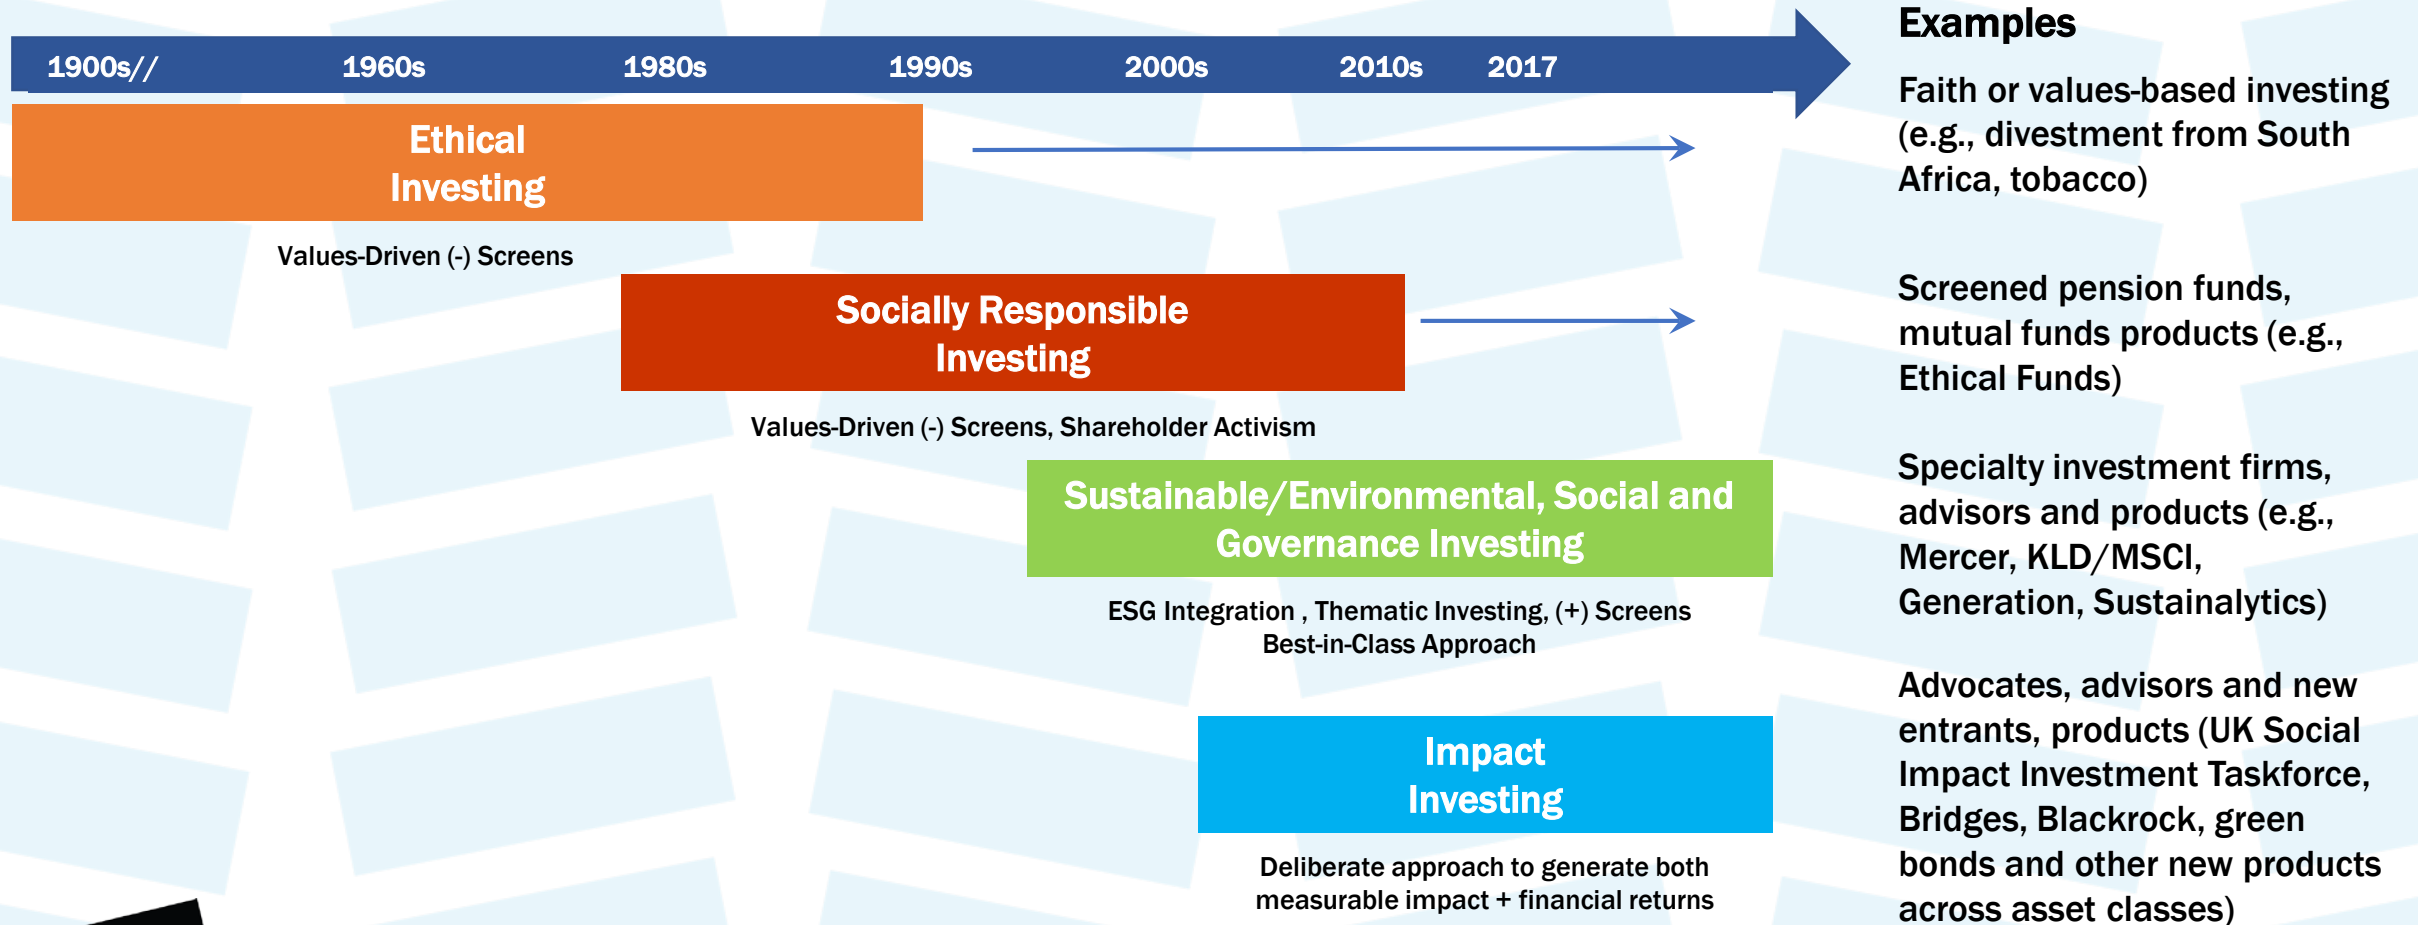 1900s// 1960s 1980s 1990s 2000s 2010s 2017
Ethical
Investing
Values-Driven (-) Screens
Socially Responsible
Investing
Values-Driven (-) Screens, Shareholder Activism
Sustainable/Environmental, Social and
Governance Investing
ESG Integration , Thematic Investing, (+) Screens
Best-in-Class Approach
Impact
Investing
Deliberate approach to generate both
measurable impact + financial returns
Examples
Faith or values-based investing
(e.g., divestment from South
Africa, tobacco)
Screened pension funds,
mutual funds products (e.g.,
Ethical Funds)
Specialty investment firms,
advisors and products (e.g.,
Mercer, KLD/MSCI,
Generation, Sustainalytics)
Advocates, advisors and new
entrants, products (UK Social
Impact Investment Taskforce,
Bridges, Blackrock, green
bonds and other new products
across asset classes)